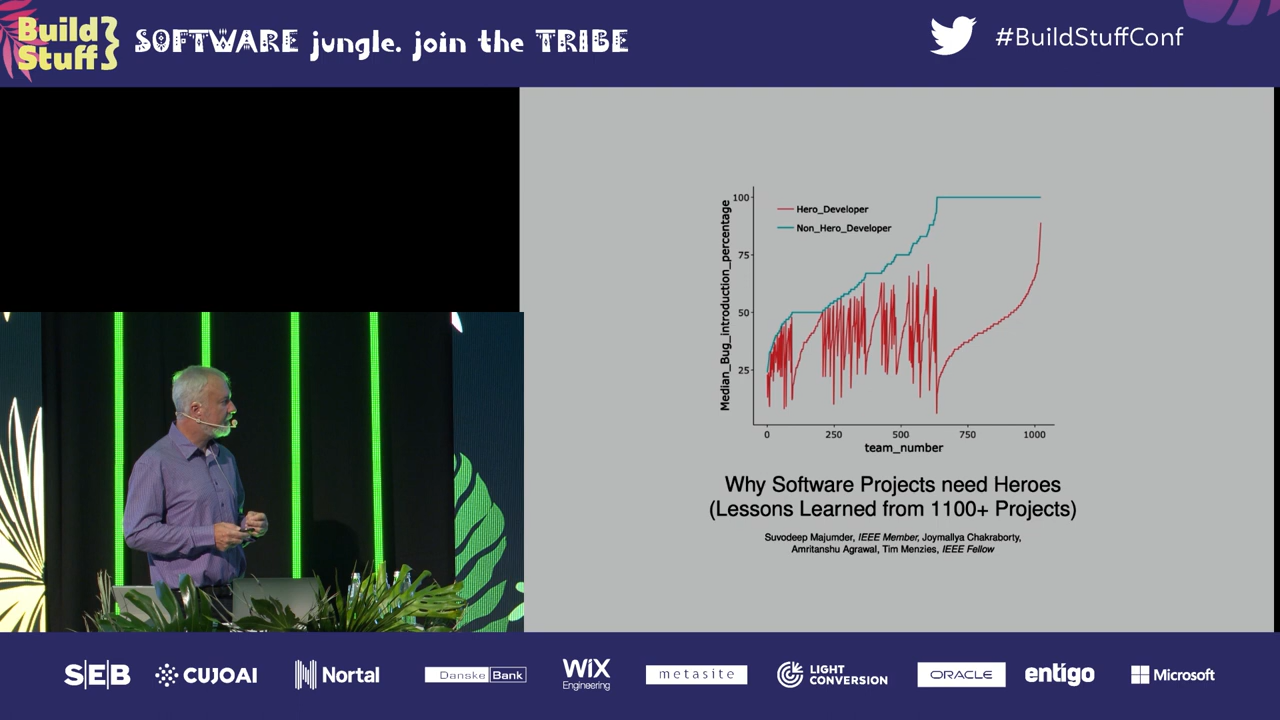 Build
Stuff
SOFTWARE jungle. join the TRIBE
#BuildStuffConf
Median_Bug_introduction_percentage
100
75
50
25
Hero_Developer
Non_Hero_Developer
0
250
500
750
1000
team_number
Why Software Projects need Heroes
(Lessons Learned from 1100+ Projects)
Suvodeep Majumder, IEEE Member, Joymallya Chakraborty,
Amritanshu Agrawal, Tim Menzies, IEEE Fellow
SEB
CUJOAI
Nortal
Danske Bank
WiX
Engineering
metasite
LIGHT
CONVERSION
ORACLE
entigo
Microsoft